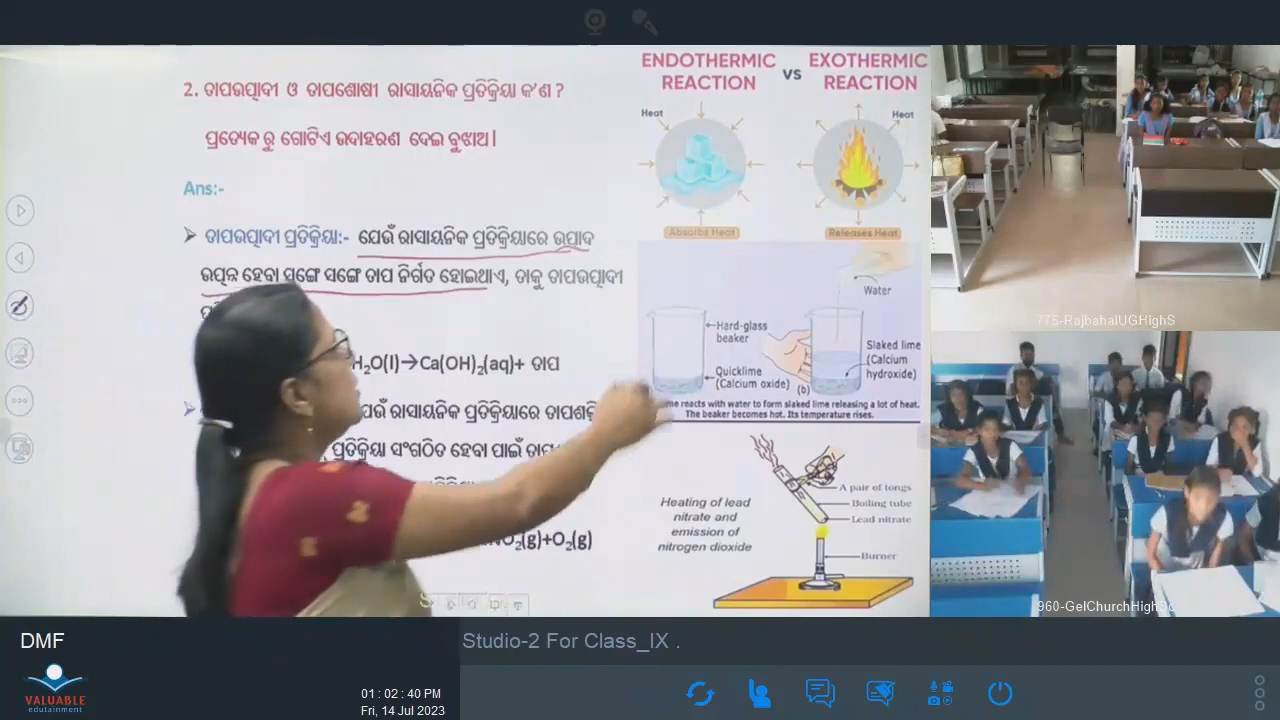 2. ତାପଉତ୍ପାଦୀ ଓ ତାପଶୋଷୀ ରାସାୟନିକ ପ୍ରତିକ୍ରିୟା କ'ଣ ?
ପ୍ରତ୍ୟେକ ରୁ ଗୋଟିଏ ଉଦାହରଣ ଦେଇ ବୁଝାଅ।
Ans:-
➢ ତାପଉତ୍ପାଦୀ ପ୍ରତିକ୍ରିୟା:- ଯେଉଁ ରାସାୟନିକ ପ୍ରତିକ୍ରିୟାରେ ଉତ୍ପାଦ
ଉତ୍ପନ୍ନ ହେବା ସଙ୍ଗେ ସଙ୍ଗେ ତାପ ନିର୍ଗତ ହୋଇଥାଏ, ତାକୁ ତାପଉତ୍ପାଦୀ
H₂O(l)→Ca(OH)₂(aq)+ ତାପ
ଯେଉଁ ରାସାୟନିକ ପ୍ରତିକ୍ରିୟାରେ
ପ୍ରତିକ୍ରିୟା ସଂଗଠିତ ହେବା ପାଇଁ
O₂(g)+O₂(g)
ENDOTHERMIC REACTION
VS
EXOTHERMIC REACTION
Heat
Heat
Absorbs Heat
Releases Heat
Water
Hard-glass
beaker
Quicklime
(Calcium oxide)
(b)
Slaked lime
(Calcium
hydroxide)
me reacts with water to form slaked lime releasing a lot of heat.
The beaker becomes hot. Its temperature rises.
Heating of lead
nitrate and
emission of
nitrogen dioxide
A pair of tongs
Boiling tube
Lead nitrate
Burner
775-RajbahalUGHighS
960-GelChurchHighSc
DMF
VALUABLE
edutainment
01 : 02 : 40 PM
Fri, 14 Jul 2023
Studio-2 For Class_IX .